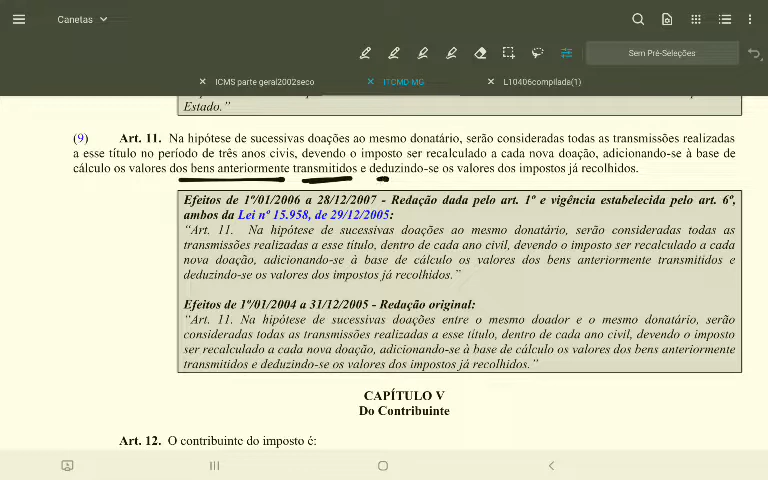 Canetas
Sem Pré-Seleções
ICMS parte geral2002seco
ITCMD-MG
L10406compilada(1)
Estado.”
(9) Art. 11. Na hipótese de sucessivas doações ao mesmo donatário, serão consideradas todas as transmissões realizadas
a esse título no período de três anos civis, devendo o imposto ser recalculado a cada nova doação, adicionando-se à base de
cálculo os valores dos bens anteriormente transmitidos e deduzindo-se os valores dos impostos já recolhidos.
Efeitos de 1º/01/2006 a 28/12/2007 - Redação dada pelo art. 1º e vigência estabelecida pelo art. 6º,
ambos da Lei nº 15.958, de 29/12/2005:
“Art. 11. Na hipótese de sucessivas doações ao mesmo donatário, serão consideradas todas as
transmissões realizadas a esse título, dentro de cada ano civil, devendo o imposto ser recalculado a cada
nova doação, adicionando-se à base de cálculo os valores dos bens anteriormente transmitidos e
deduzindo-se os valores dos impostos já recolhidos.”
Efeitos de 1º/01/2004 a 31/12/2005 - Redação original:
“Art. 11. Na hipótese de sucessivas doações entre o mesmo doador e o mesmo donatário, serão
consideradas todas as transmissões realizadas a esse título, dentro de cada ano civil, devendo o imposto
ser recalculado a cada nova doação, adicionando-se à base de cálculo os valores dos bens anteriormente
transmitidos e deduzindo-se os valores dos impostos já recolhidos.”
CAPÍTULO V
Do Contribuinte
Art. 12. O contribuinte do imposto é: